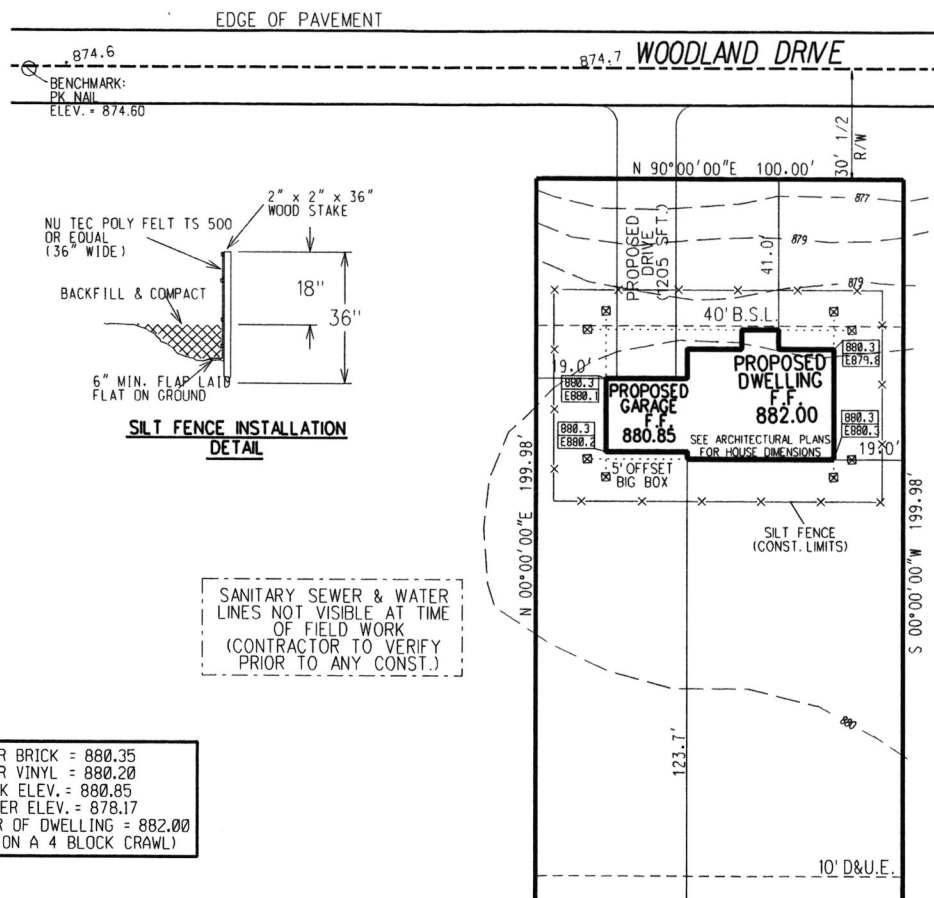 EDGE OF PAVEMENT
874.6
874.7
WOODLAND DRIVE
BENCHMARK:
PK NAIL
ELEV. = 874.60
30' 1/2
R/W
N 90°00'00"E 100.00'
2" x 2" x 36"
WOOD STAKE
NU TEC POLY FELT TS 500
OR EQUAL
(36" WIDE)
BACKFILL & COMPACT
18"
36"
6" MIN. FLAP LAID
FLAT ON GROUND
SILT FENCE INSTALLATION
DETAIL
877
879
879
PROPOSED
DRIVE
(1205 SFT.)
41.0'
40' B.S.L.
19.0'
880.3
E880.1
880.3
E879.8
PROPOSED
GARAGE
F.F.
880.85
PROPOSED
DWELLING
F.F.
882.00
880.3
E880.2
880.3
E880.3
SEE ARCHITECTURAL PLANS
FOR HOUSE DIMENSIONS
19.0'
5' OFFSET
BIG BOX
SILT FENCE
(CONST. LIMITS)
N 00°00'00"E 199.98'
S 00°00'00"W 199.98'
SANITARY SEWER & WATER
LINES NOT VISIBLE AT TIME
OF FIELD WORK
(CONTRACTOR TO VERIFY
PRIOR TO ANY CONST.)
880
123.7'
R BRICK = 880.35
R VINYL = 880.20
K ELEV. = 880.85
ER ELEV. = 878.17
R OF DWELLING = 882.00
ON A 4 BLOCK CRAWL)
10' D&U.E.